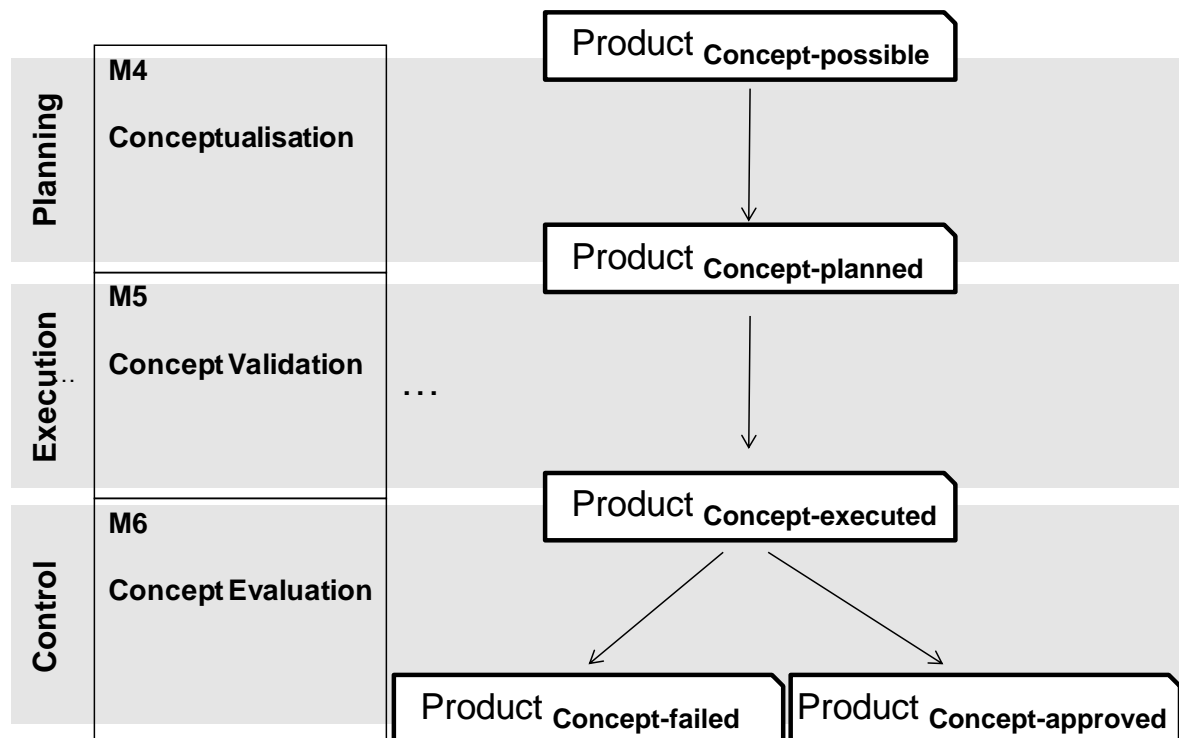 Product Concept-possible
Planning
M4
Conceptualisation
Product Concept-planned
Execution
...
M5
Concept Validation
...
Product Concept-executed
Control
M6
Concept Evaluation
Product Concept-failed
Product Concept-approved